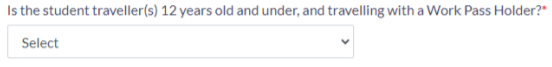 Is the student traveller(s) 12 years old and under, and travelling with a Work Pass Holder?*
Select